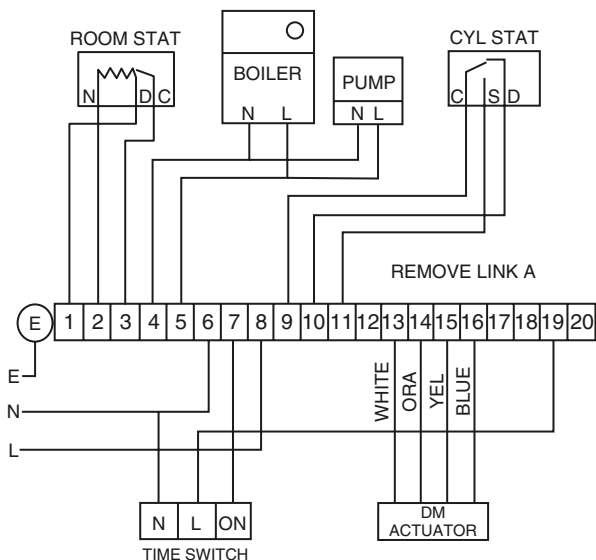 ROOM STAT
N D C
BOILER
N L
PUMP
N L
CYL STAT
C S D
REMOVE LINK A
E 1 2 3 4 5 6 7 8 9 10 11 12 13 14 15 16 17 18 19 20
E
N
L
WHITE
ORA
YEL
BLUE
N L ON
TIME SWITCH
DM
ACTUATOR